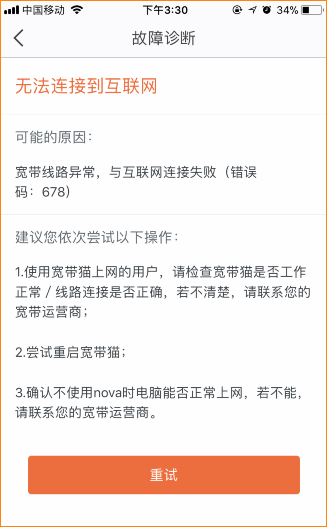 中国移动 下午3:30 34%
故障诊断
无法连接到互联网
可能的原因：
宽带线路异常，与互联网连接失败（错误
码：678）
建议您依次尝试以下操作：
1.使用宽带猫上网的用户，请检查宽带猫是否工作
正常／线路连接是否正确，若不清楚，请联系您的
宽带运营商；
2.尝试重启宽带猫；
3.确认不使用nova时电脑能否正常上网，若不能，
请联系您的宽带运营商。
重试